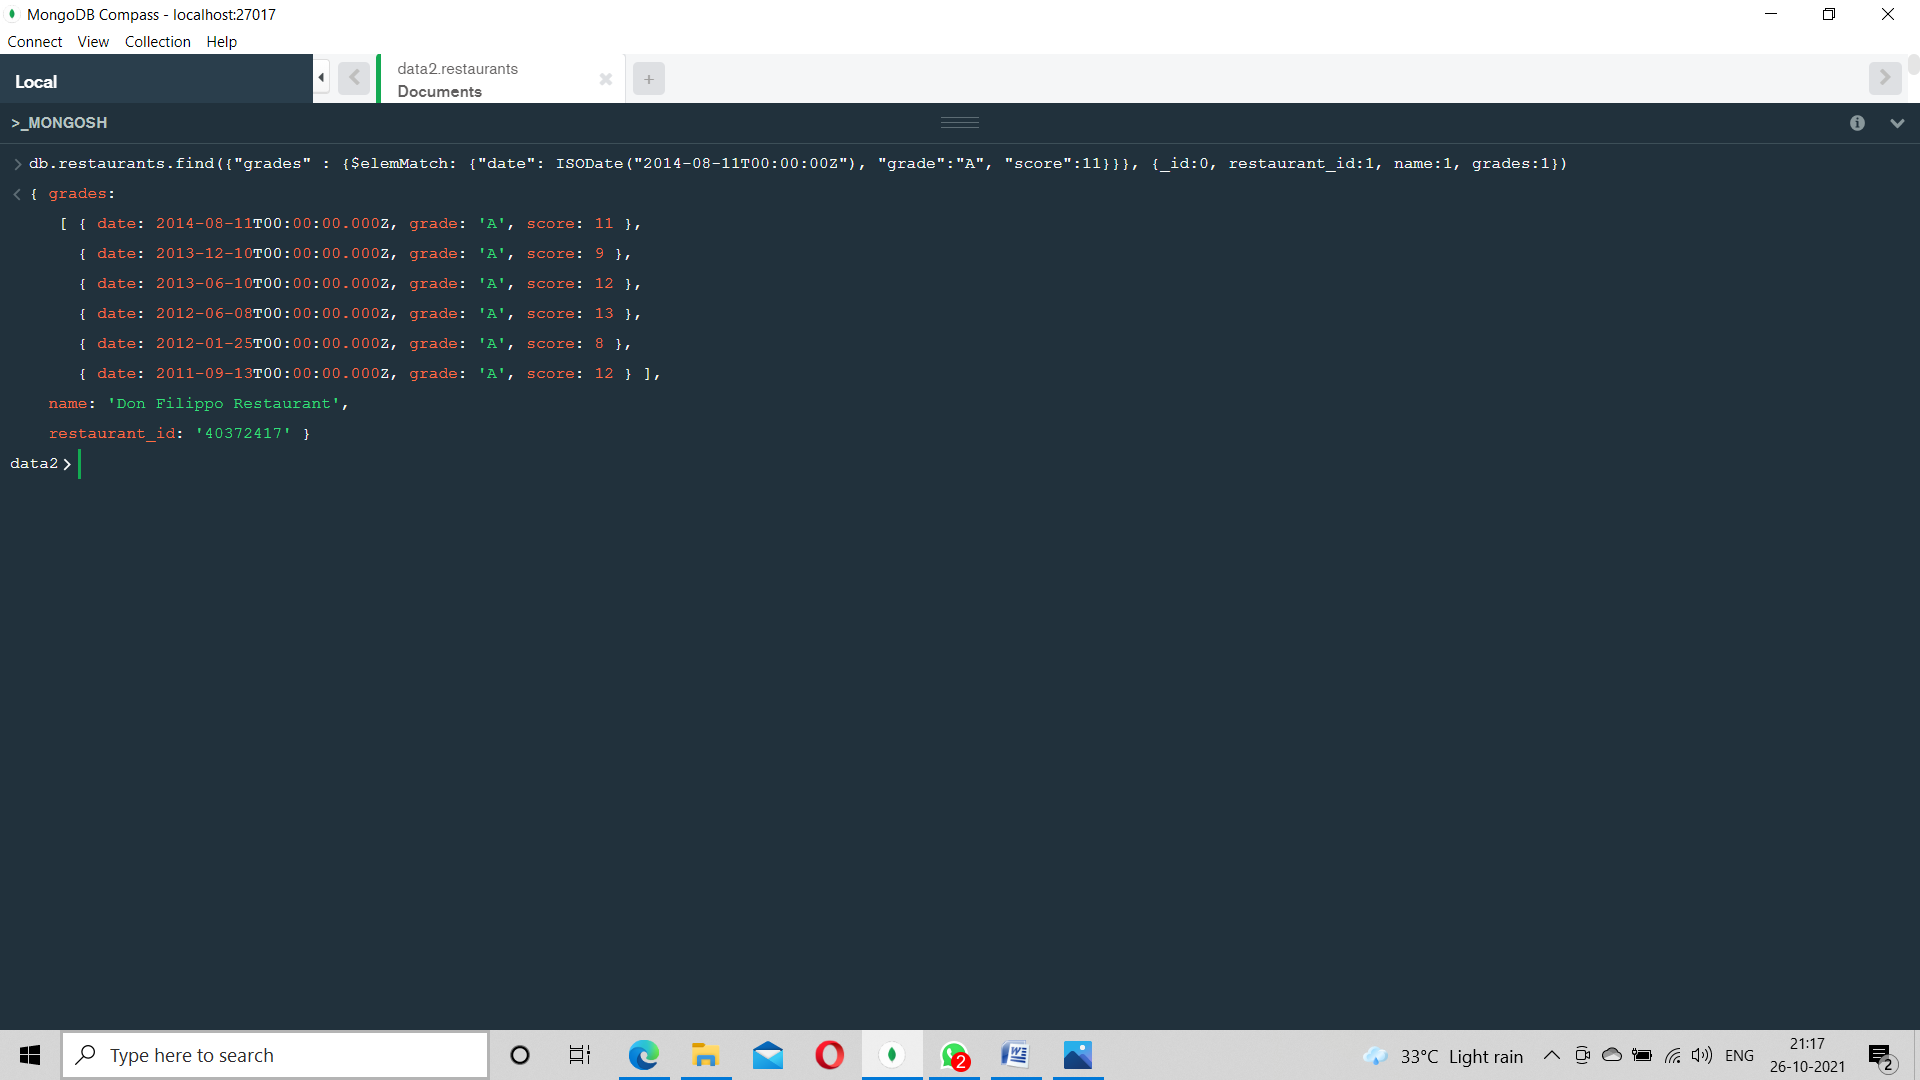 MongoDB Compass - localhost:27017
Connect View Collection Help
Local
data2.restaurants
Documents
>_MONGOSH
> db.restaurants.find({"grades" : {$elemMatch: {"date": ISODate("2014-08-11T00:00:00Z"), "grade":"A", "score":11}}}, {_id:0, restaurant_id:1, name:1, grades:1})
< { grades:
[ { date: 2014-08-11T00:00:00.000Z, grade: 'A', score: 11 },
{ date: 2013-12-10T00:00:00.000Z, grade: 'A', score: 9 },
{ date: 2013-06-10T00:00:00.000Z, grade: 'A', score: 12 },
{ date: 2012-06-08T00:00:00.000Z, grade: 'A', score: 13 },
{ date: 2012-01-25T00:00:00.000Z, grade: 'A', score: 8 },
{ date: 2011-09-13T00:00:00.000Z, grade: 'A', score: 12 } ],
name: 'Don Filippo Restaurant',
restaurant_id: '40372417' }
data2 >
Type here to search
2
33°C Light rain
ENG
21:17
26-10-2021
2